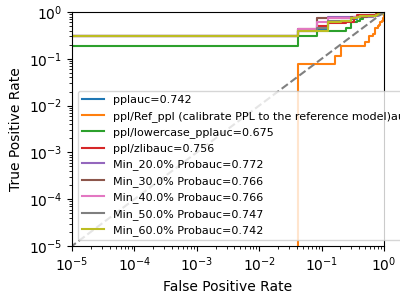 True Positive Rate
10⁰
10⁻¹
10⁻²
10⁻³
10⁻⁴
10⁻⁵
pplauc=0.742
ppl/Ref_ppl (calibrate PPL to the reference model)au
ppl/lowercase_pplauc=0.675
ppl/zlibauc=0.756
Min_20.0% Probauc=0.772
Min_30.0% Probauc=0.766
Min_40.0% Probauc=0.766
Min_50.0% Probauc=0.747
Min_60.0% Probauc=0.742
10⁻⁵ 10⁻⁴ 10⁻³ 10⁻² 10⁻¹ 10⁰
False Positive Rate